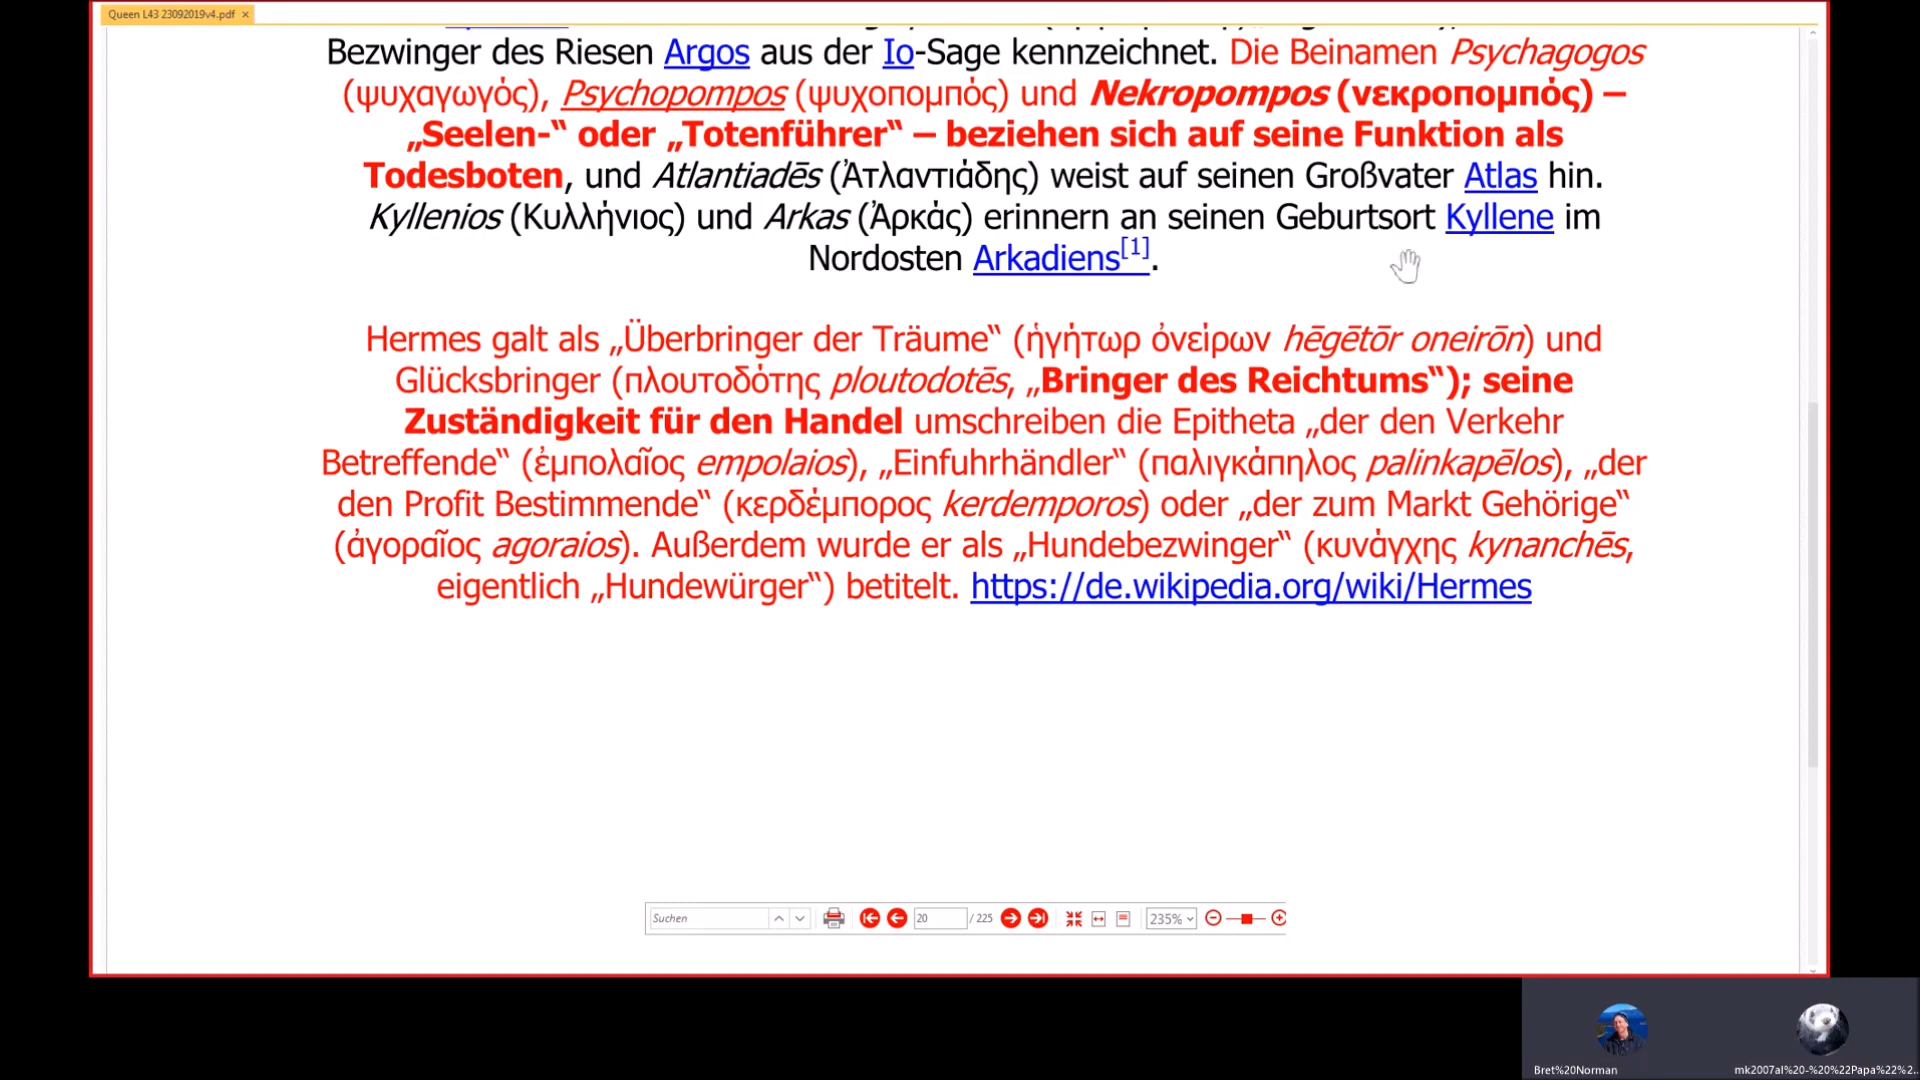 Queen L43 23092019v4.pdf ×
Bezwinger des Riesen Argos aus der Io-Sage kennzeichnet. Die Beinamen Psychagogos
(ψυχαγωγός), Psychopompos (ψυχοπομπός) und Nekropompos (νεκροπομπός) –
„Seelen-“ oder „Totenführer“ – beziehen sich auf seine Funktion als
Todesboten, und Atlantiadēs (Ἀτλαντιάδης) weist auf seinen Großvater Atlas hin.
Kyllenios (Κυλλήνιος) und Arkas (Ἀρκάς) erinnern an seinen Geburtsort Kyllene im
Nordosten Arkadiens[1].
Hermes galt als „Überbringer der Träume“ (ἡγήτωρ ὀνείρων hēgētōr oneirōn) und
Glücksbringer (πλουτοδότης ploutodotēs, „Bringer des Reichtums“); seine
Zuständigkeit für den Handel umschreiben die Epitheta „der den Verkehr
Betreffende“ (ἐμπολαῖος empolaios), „Einfuhrhändler“ (παλιγκάπηλος palinkapēlos), „der
den Profit Bestimmende“ (κερδέμπορος kerdemporos) oder „der zum Markt Gehörige“
(ἀγοραῖος agoraios). Außerdem wurde er als „Hundebezwinger“ (κυνάγχης kynanchēs,
eigentlich „Hundewürger“) betitelt. https://de.wikipedia.org/wiki/Hermes
Suchen 20 / 225 235%
Bret%20Norman mk2007al%20-%20%22Papa%22%2...